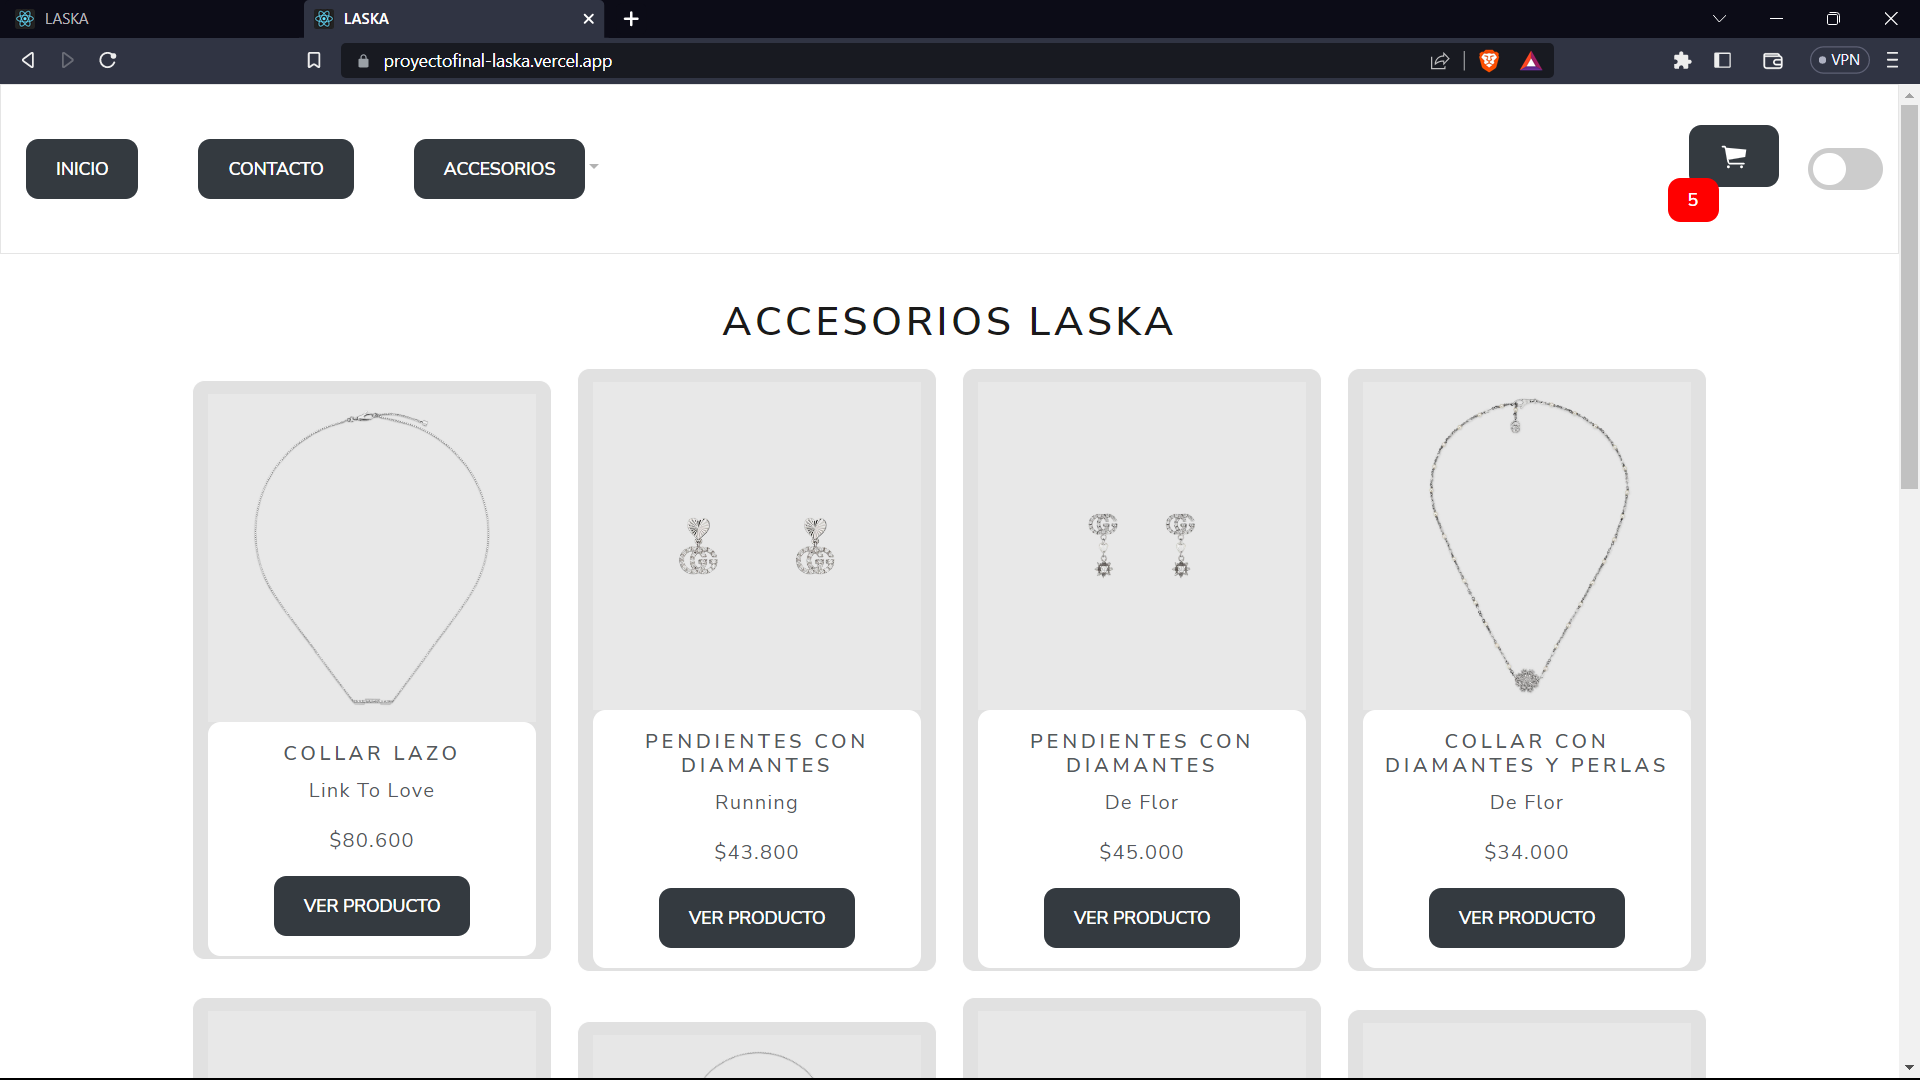 LASKA
LASKA
proyectofinal-laska.vercel.app
VPN
INICIO
CONTACTO
ACCESORIOS
5
ACCESORIOS LASKA
COLLAR LAZO
Link To Love
$80.600
VER PRODUCTO
PENDIENTES CON
DIAMANTES
Running
$43.800
VER PRODUCTO
PENDIENTES CON
DIAMANTES
De Flor
$45.000
VER PRODUCTO
COLLAR CON
DIAMANTES Y PERLAS
De Flor
$34.000
VER PRODUCTO